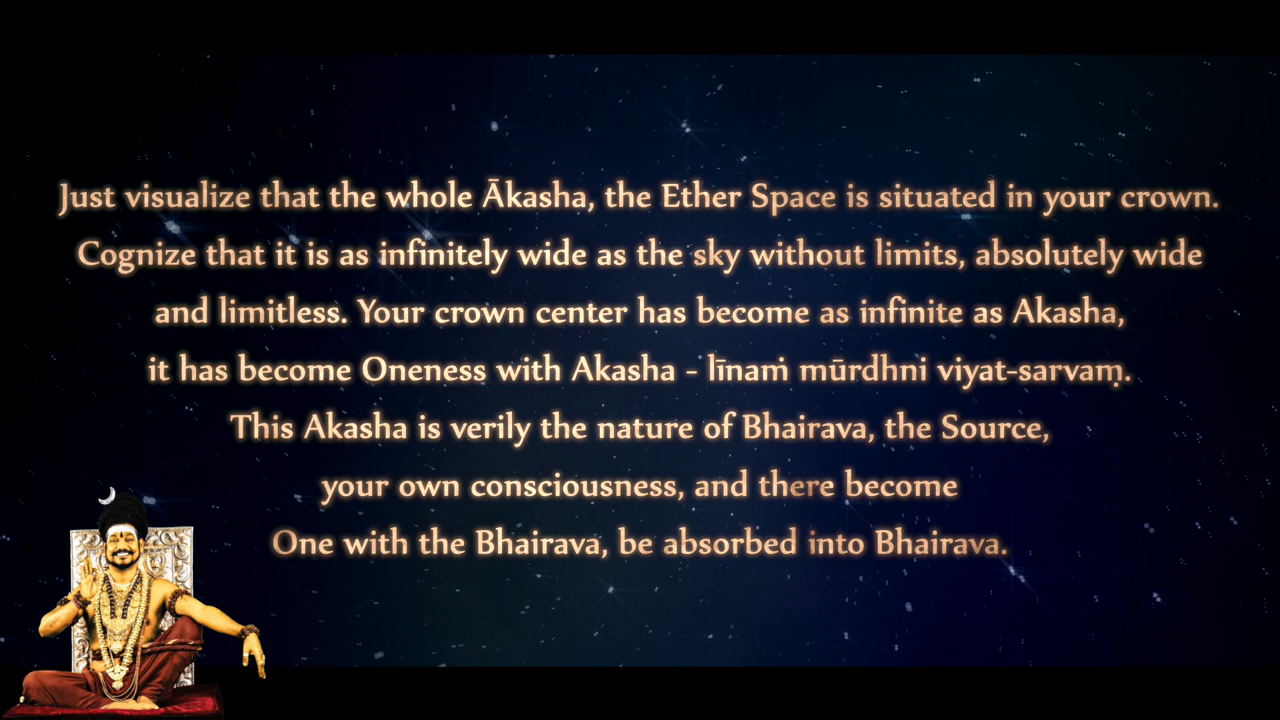 Just visualize that the whole Ākasha, the Ether Space is situated in your crown.
Cognize that it is as infinitely wide as the sky without limits, absolutely wide
and limitless. Your crown center has become as infinite as Akasha,
it has become Oneness with Akasha - līnaṁ mūrdhni viyat-sarvaṃ.
This Akasha is verily the nature of Bhairava, the Source,
your own consciousness, and there become
One with the Bhairava, be absorbed into Bhairava.